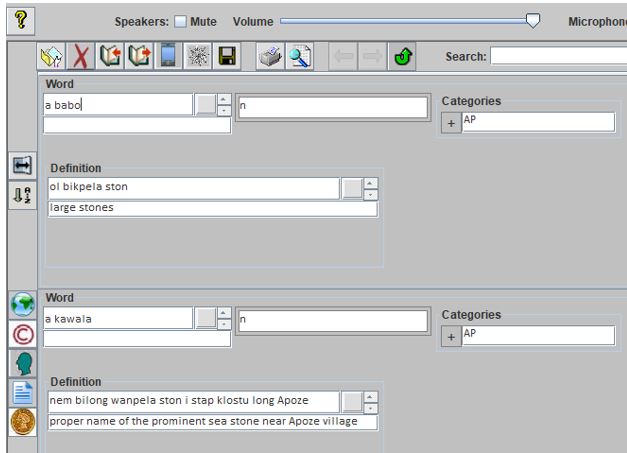 Speakers: Mute Volume Microphone
Search:
Word
a babo
n
Categories
+ AP
Definition
ol bikpela ston
large stones
Word
a kawala
n
Categories
+ AP
Definition
nem bilong wanpela ston i stap klostu long Apoze
proper name of the prominent sea stone near Apoze village